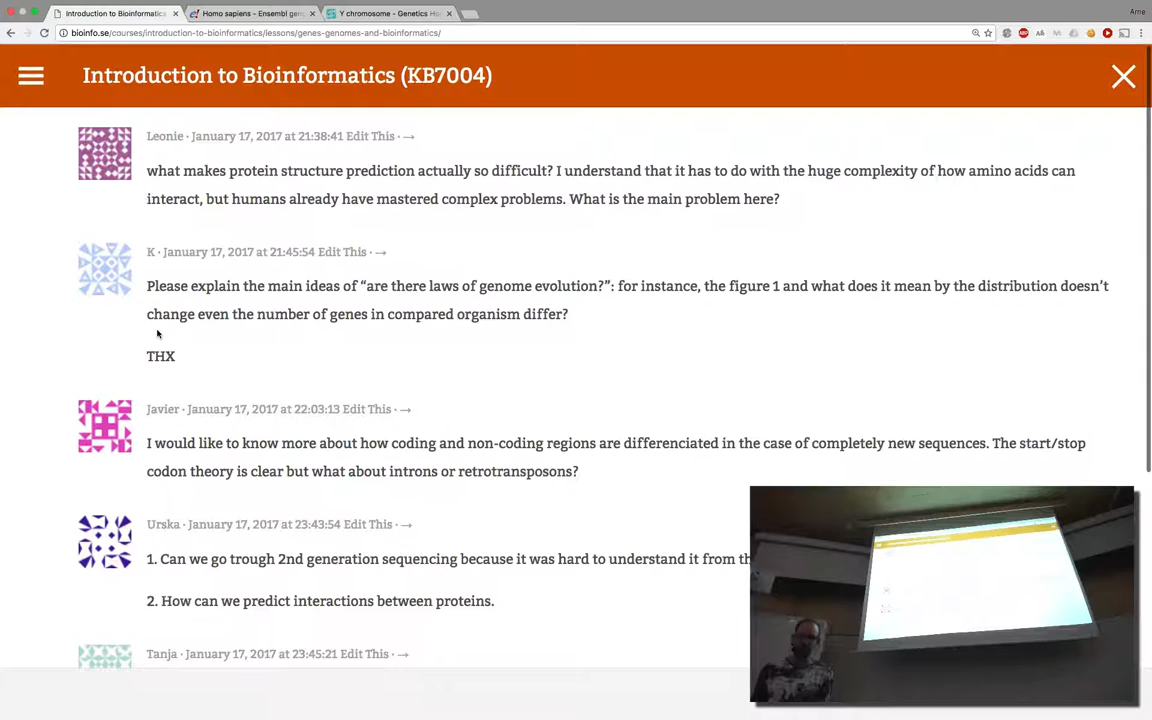 Introduction to Bioinformatics
Homo sapiens - Ensembl gen
Y chromosome - Genetics Ho
Arne
bioinfo.se/courses/introduction-to-bioinformatics/lessons/genes-genomes-and-bioinformatics/
Introduction to Bioinformatics (KB7004)
Leonie · January 17, 2017 at 21:38:41 Edit This · →
what makes protein structure prediction actually so difficult? I understand that it has to do with the huge complexity of how amino acids can
interact, but humans already have mastered complex problems. What is the main problem here?
K · January 17, 2017 at 21:45:54 Edit This · →
Please explain the main ideas of “are there laws of genome evolution?”: for instance, the figure 1 and what does it mean by the distribution doesn’t
change even the number of genes in compared organism differ?
THX
Javier · January 17, 2017 at 22:03:13 Edit This · →
I would like to know more about how coding and non-coding regions are differenciated in the case of completely new sequences. The start/stop
codon theory is clear but what about introns or retrotransposons?
Urska · January 17, 2017 at 23:43:54 Edit This · →
1. Can we go trough 2nd generation sequencing because it was hard to understand it from th
2. How can we predict interactions between proteins.
Tanja · January 17, 2017 at 23:45:21 Edit This · →